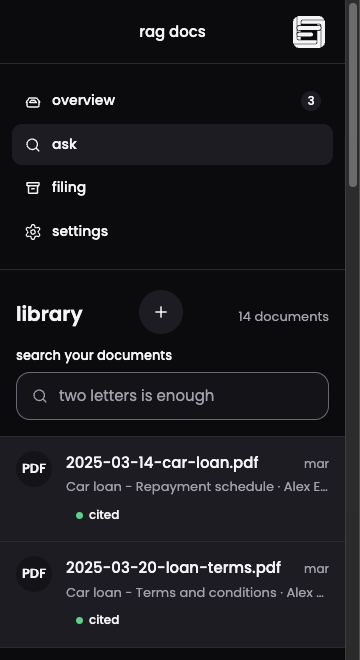 rag docs
overview 3
ask
filing
settings
library + 14 documents
search your documents
two letters is enough
PDF 2025-03-14-car-loan.pdf mar
Car loan - Repayment schedule · Alex E…
cited
PDF 2025-03-20-loan-terms.pdf mar
Car loan - Terms and conditions · Alex …
cited